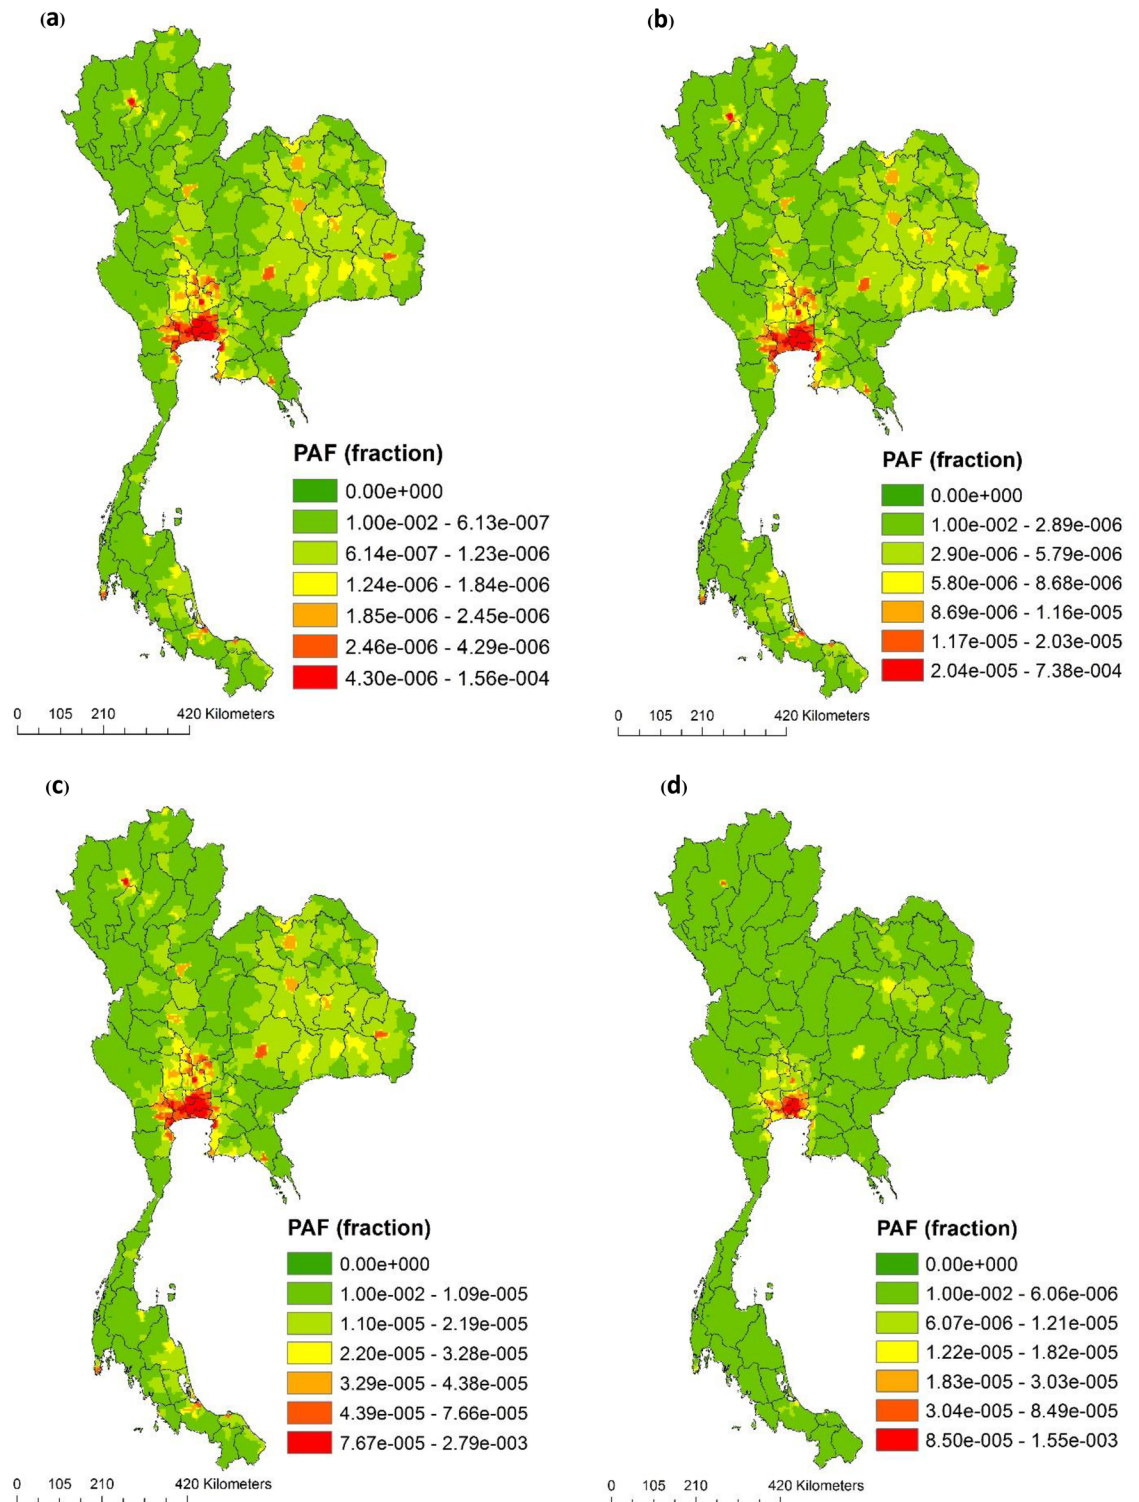 (a)
PAF (fraction)
0.00e+000
1.00e-002 - 6.13e-007
6.14e-007 - 1.23e-006
1.24e-006 - 1.84e-006
1.85e-006 - 2.45e-006
2.46e-006 - 4.29e-006
4.30e-006 - 1.56e-004
0 105 210 420 Kilometers
(b)
PAF (fraction)
0.00e+000
1.00e-002 - 2.89e-006
2.90e-006 - 5.79e-006
5.80e-006 - 8.68e-006
8.69e-006 - 1.16e-005
1.17e-005 - 2.03e-005
2.04e-005 - 7.38e-004
0 105 210 420 Kilometers
(c)
PAF (fraction)
0.00e+000
1.00e-002 - 1.09e-005
1.10e-005 - 2.19e-005
2.20e-005 - 3.28e-005
3.29e-005 - 4.38e-005
4.39e-005 - 7.66e-005
7.67e-005 - 2.79e-003
0 105 210 420 Kilometers
(d)
PAF (fraction)
0.00e+000
1.00e-002 - 6.06e-006
6.07e-006 - 1.21e-005
1.22e-005 - 1.82e-005
1.83e-005 - 3.03e-005
3.04e-005 - 8.49e-005
8.50e-005 - 1.55e-003
0 105 210 420 Kilometers